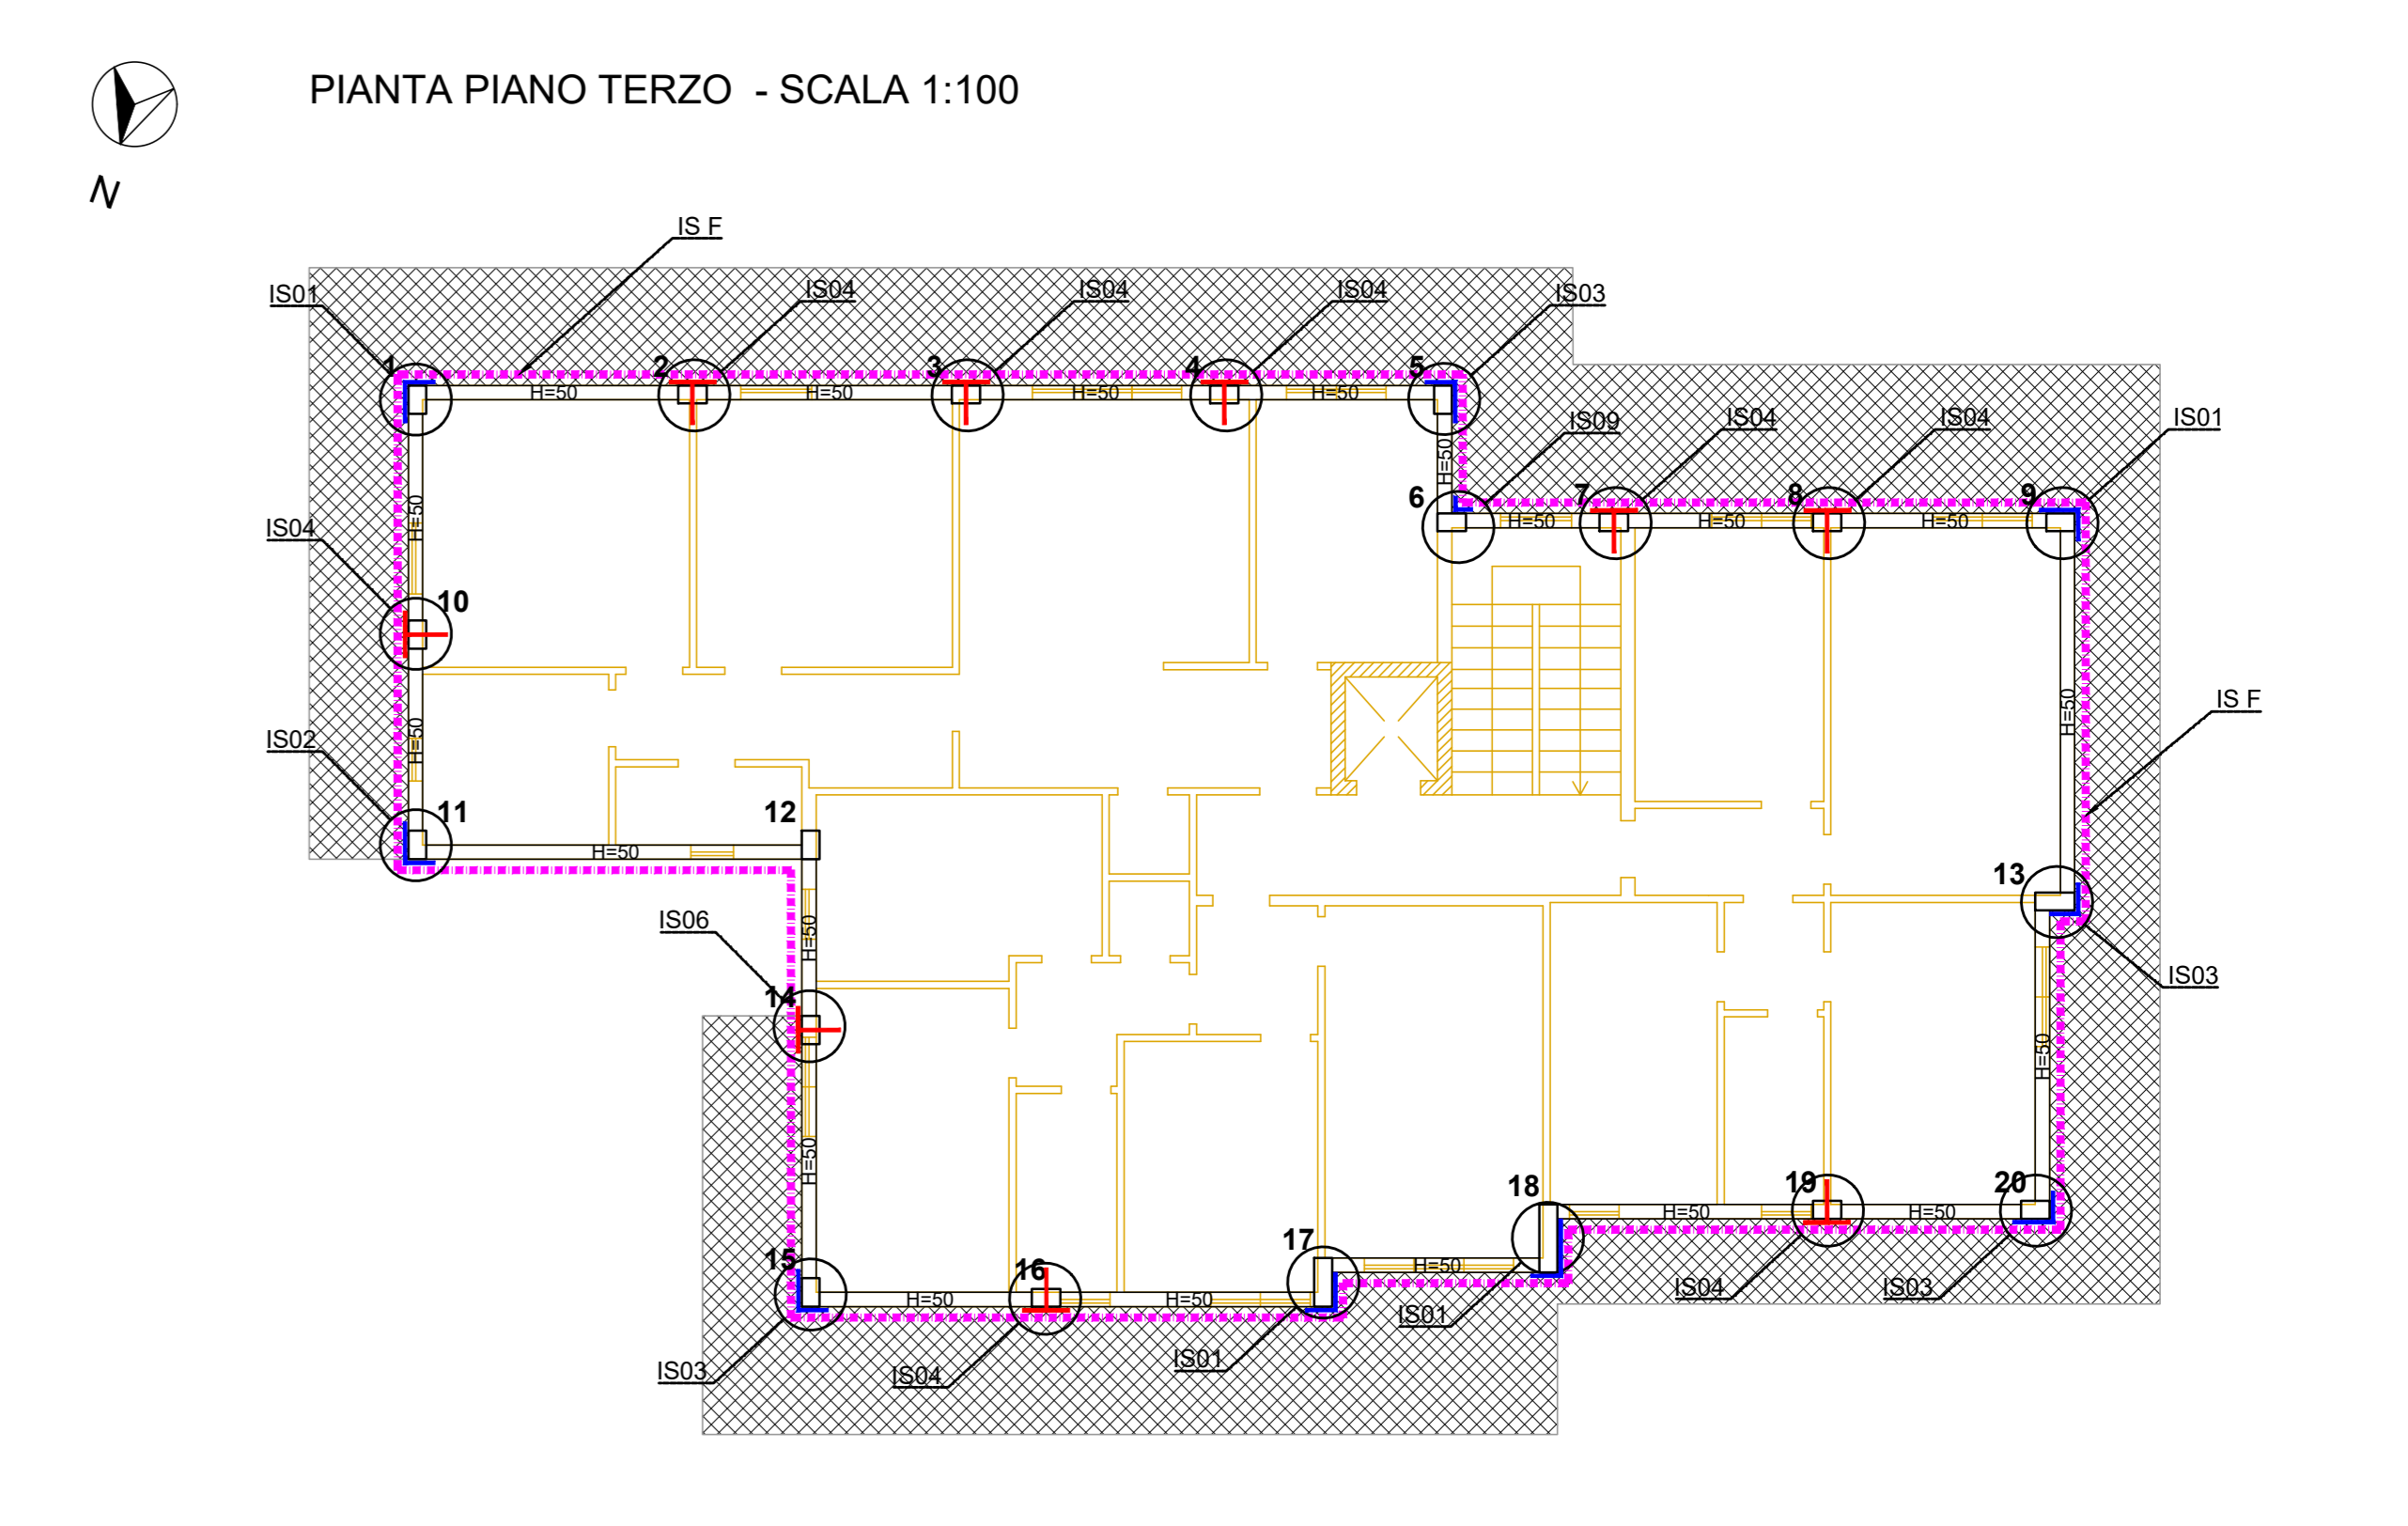 PIANTA PIANO TERZO  - SCALA 1:100
N
IS F
IS01
IS04
IS04
IS04
IS03
1
2
3
4
5
H=50
H=50
H=50
H=50
IS09
IS04
IS04
IS01
H=50
6
7
8
9
H=50
H=50
H=50
H=50
IS04
10
IS F
H=50
H=50
IS02
11
12
H=50
13
IS06
H=50
IS03
14
H=50
H=50
18
19
20
H=50
H=50
17
15
16
H=50
H=50
H=50
IS04
IS03
IS01
IS01
IS03
IS04